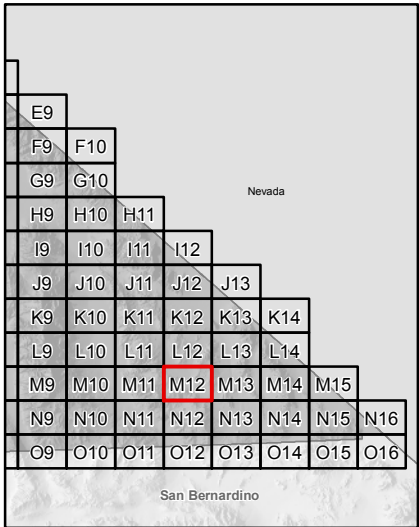 E9
F9 F10
G9 G10
Nevada
H9 H10 H11
I9 I10 I11 I12
J9 J10 J11 J12 J13
K9 K10 K11 K12 K13 K14
L9 L10 L11 L12 L13 L14
M9 M10 M11 M12 M13 M14 M15
N9 N10 N11 N12 N13 N14 N15 N16
O9 O10 O11 O12 O13 O14 O15 O16
San Bernardino